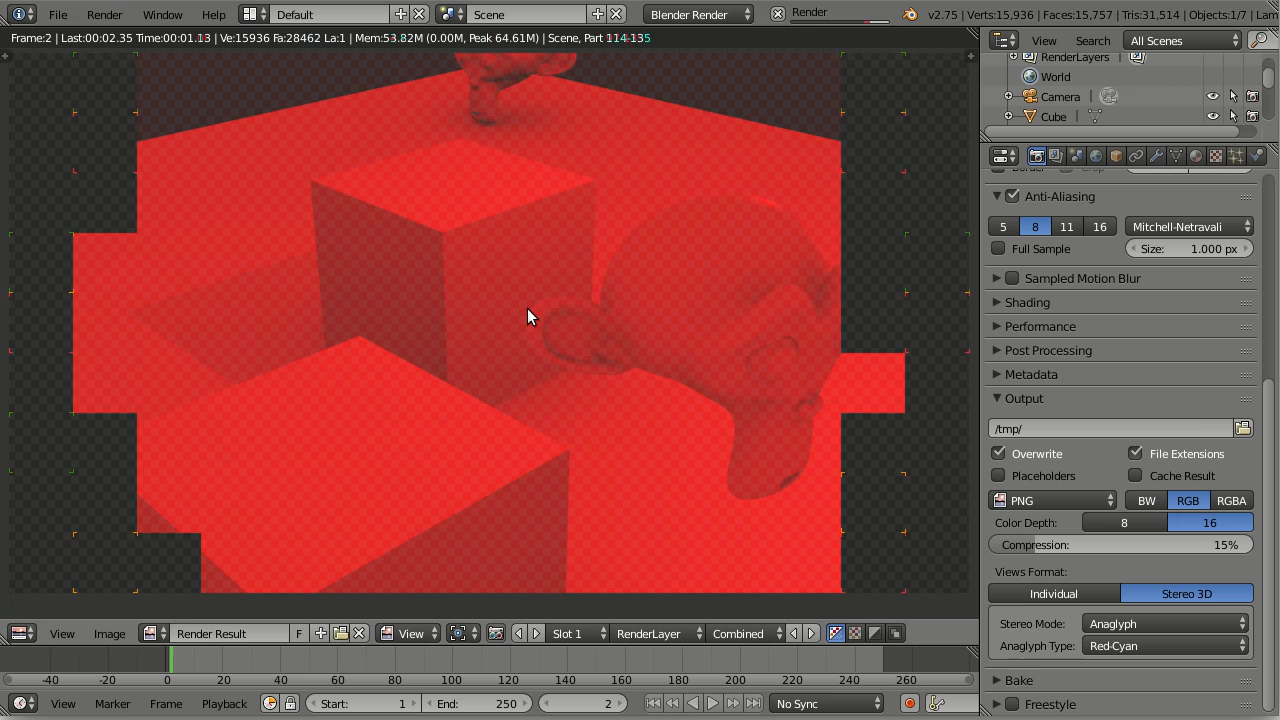 File Render Window Help Default Scene Blender Render Render v2.75 | Verts:15,936 | Faces:15,757 | Tris:31,514 | Objects:1/7 | Lam
Frame:2 | Last:00:02.35 Time:00:01.13 | Ve:15936 Fa:28462 La:1 | Mem:53.82M (0.00M, Peak 64.61M) | Scene, Part 114-135
View Search All Scenes
RenderLayers
World
Camera
Cube
Anti-Aliasing
5 8 11 16 Mitchell-Netravali
Full Sample Size: 1.000 px
Sampled Motion Blur
Shading
Performance
Post Processing
Metadata
Output
/tmp/
Overwrite File Extensions
Placeholders Cache Result
PNG BW RGB RGBA
Color Depth: 8 16
Compression: 15%
Views Format:
Individual Stereo 3D
Stereo Mode: Anaglyph
Anaglyph Type: Red-Cyan
Bake
Freestyle
View Image Render Result F View Slot 1 RenderLayer Combined
-40 -20 0 20 40 60 80 100 120 140 160 180 200 220 240 260
View Marker Frame Playback Start: 1 End: 250 2 No Sync